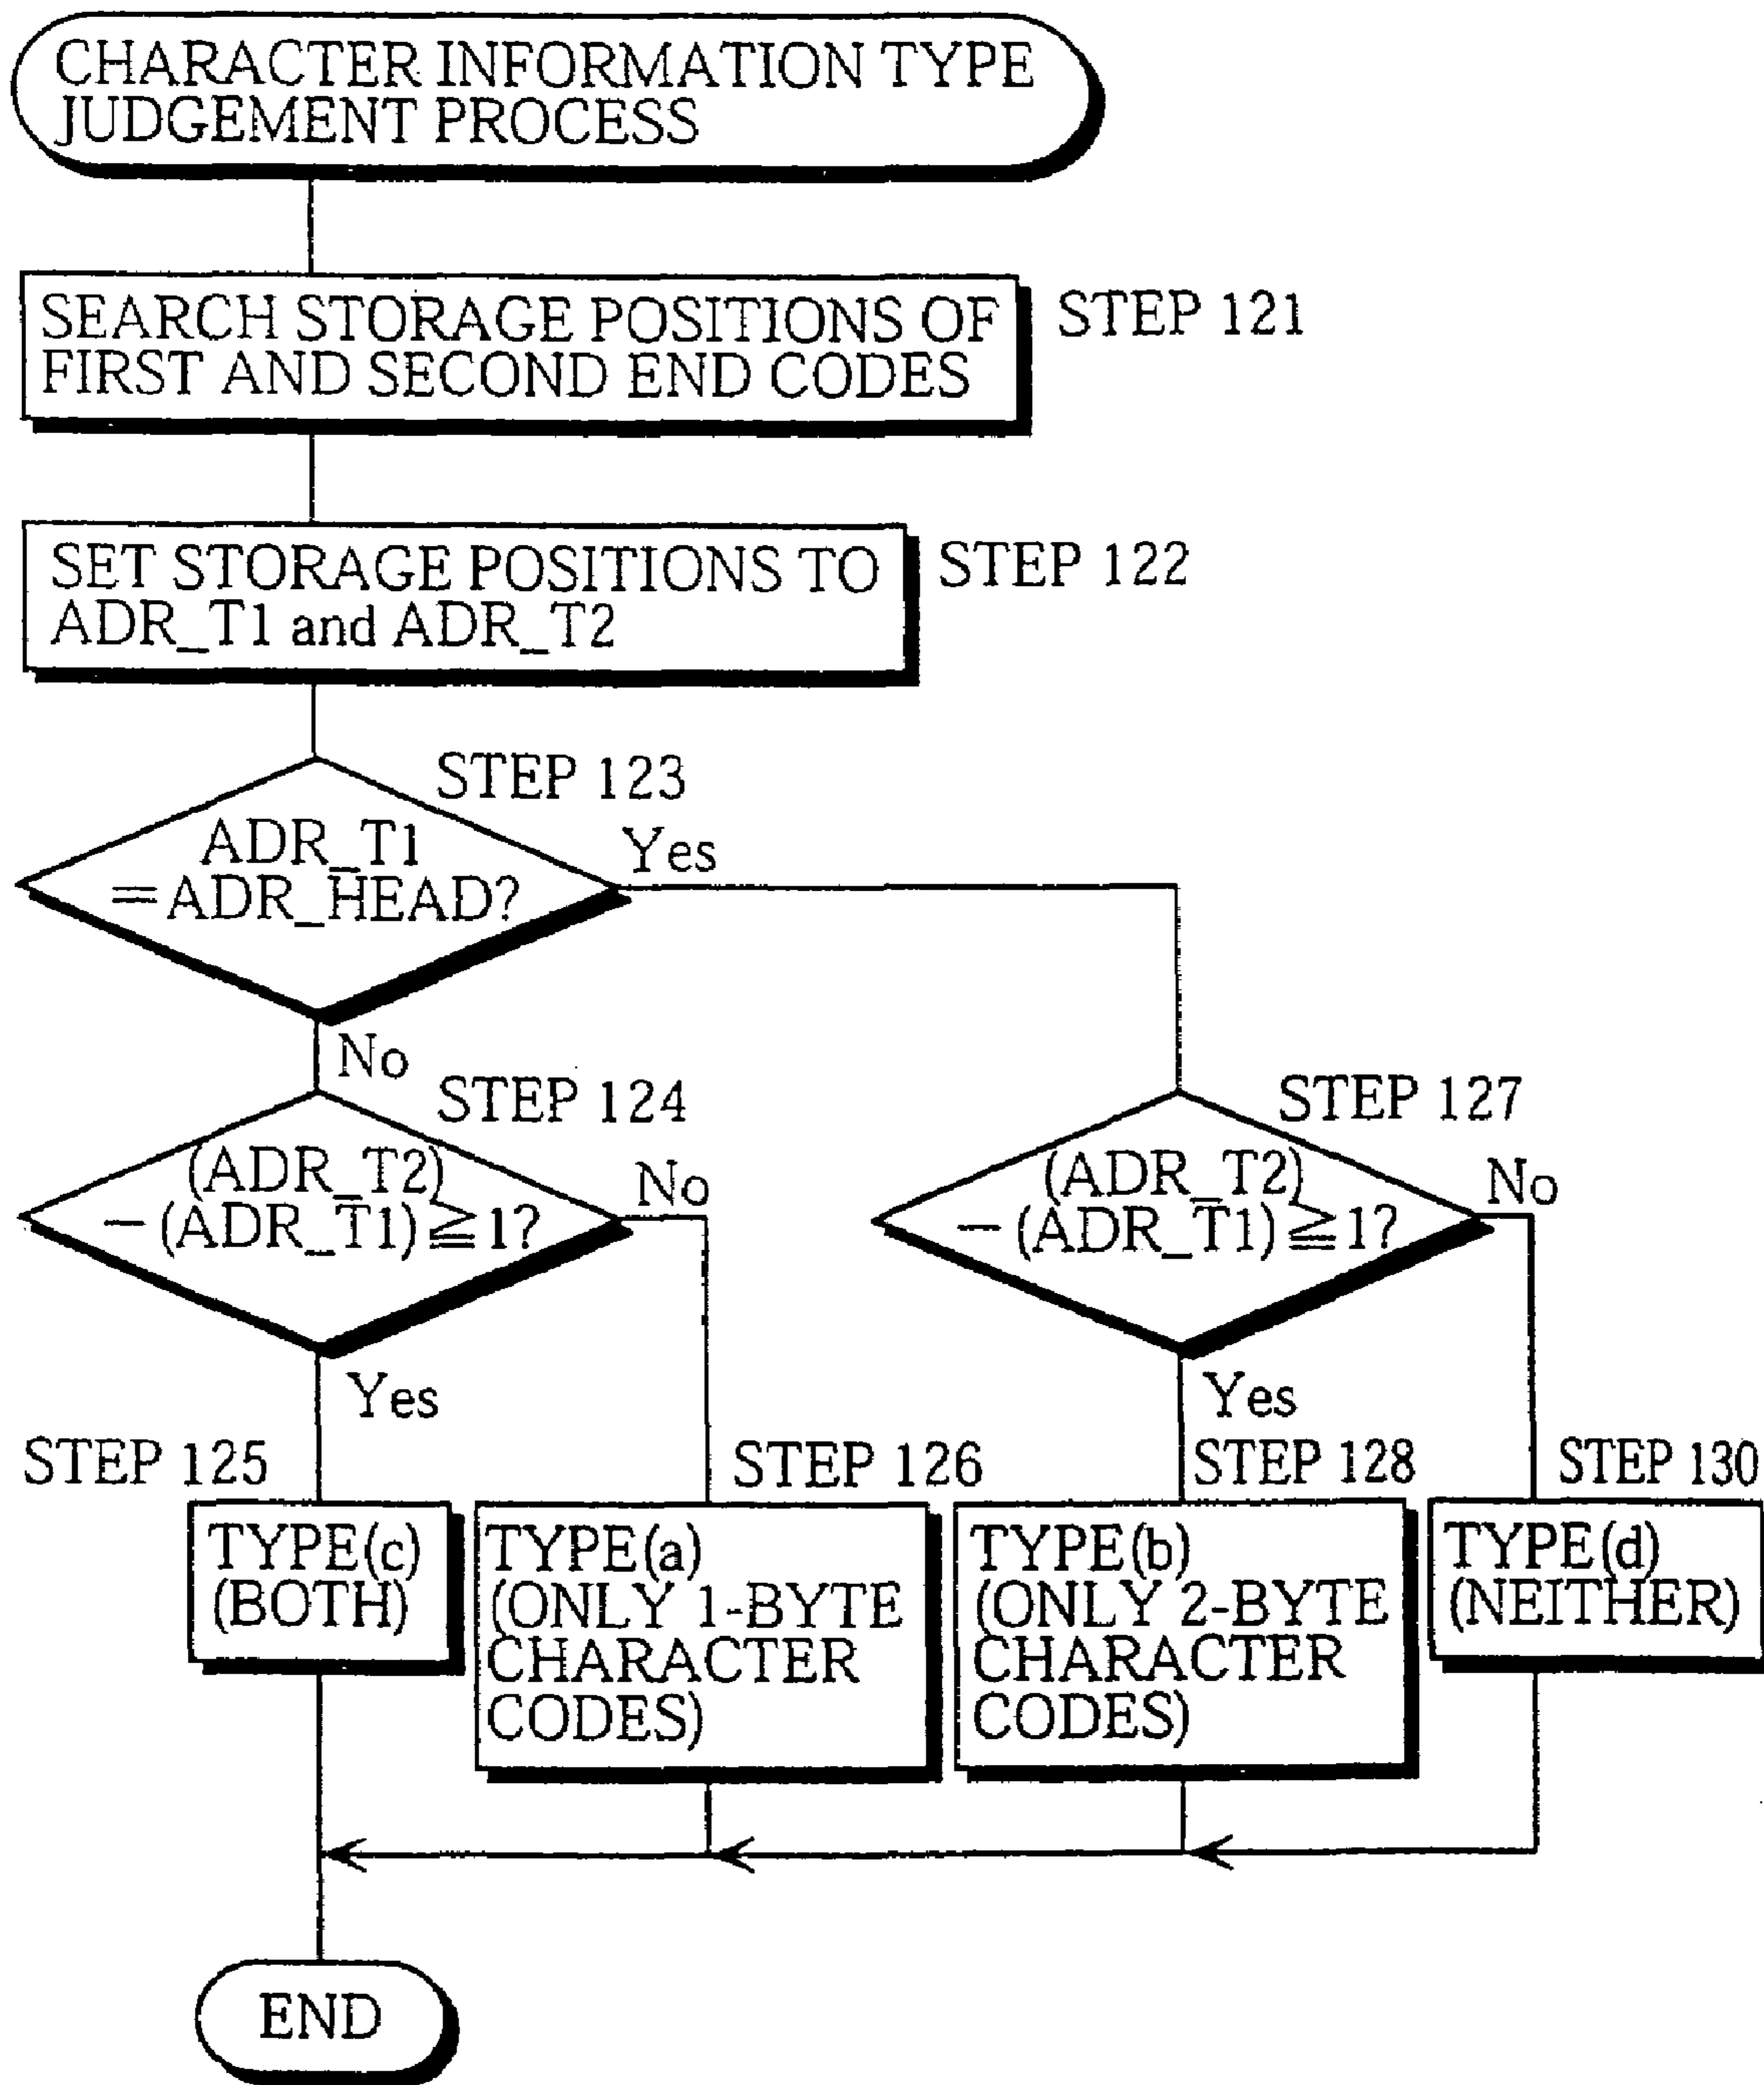 CHARACTER INFORMATION TYPE
JUDGEMENT PROCESS
SEARCH STORAGE POSITIONS OF
FIRST AND SECOND END CODES
STEP 121
SET STORAGE POSITIONS TO
ADR_T1 and ADR_T2
STEP 122
STEP 123
ADR_T1
=ADR_HEAD?
Yes
No
STEP 124
(ADR_T2)
−(ADR_T1)≧1?
No
Yes
STEP 127
(ADR_T2)
−(ADR_T1)≧1?
No
Yes
STEP 125
TYPE(c)
(BOTH)
STEP 126
TYPE(a)
(ONLY 1-BYTE
CHARACTER
CODES)
STEP 128
TYPE(b)
(ONLY 2-BYTE
CHARACTER
CODES)
STEP 130
TYPE(d)
(NEITHER)
END